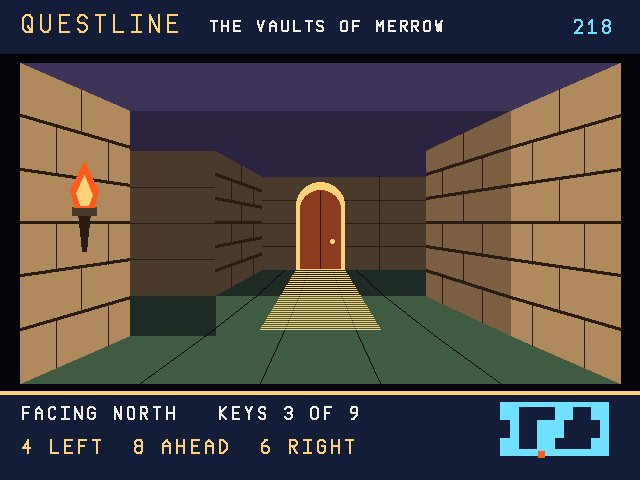 QUESTLINE THE VAULTS OF MERROW 218
FACING NORTH KEYS 3 OF 9
4 LEFT 8 AHEAD 6 RIGHT